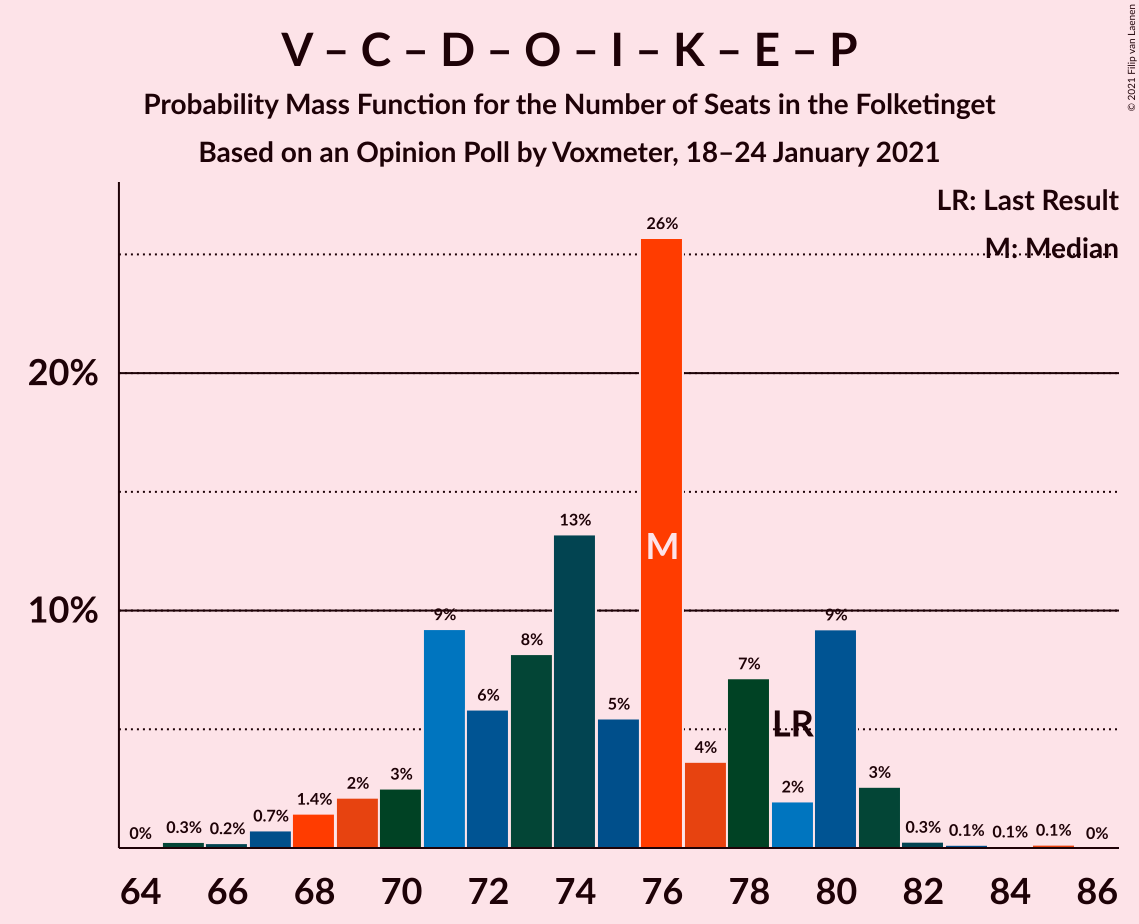 V – C – D – O – I – K – E – P
Probability Mass Function for the Number of Seats in the Folketinget
Based on an Opinion Poll by Voxmeter, 18–24 January 2021
© 2021 Filip van Laenen
LR: Last Result
M: Median
20%
10%
0%
0.3%
0.2%
0.7%
1.4%
2%
3%
9%
6%
8%
13%
5%
26%
M
4%
7%
LR
2%
9%
3%
0.3%
0.1%
0.1%
0.1%
0%
64 66 68 70 72 74 76 78 80 82 84 86